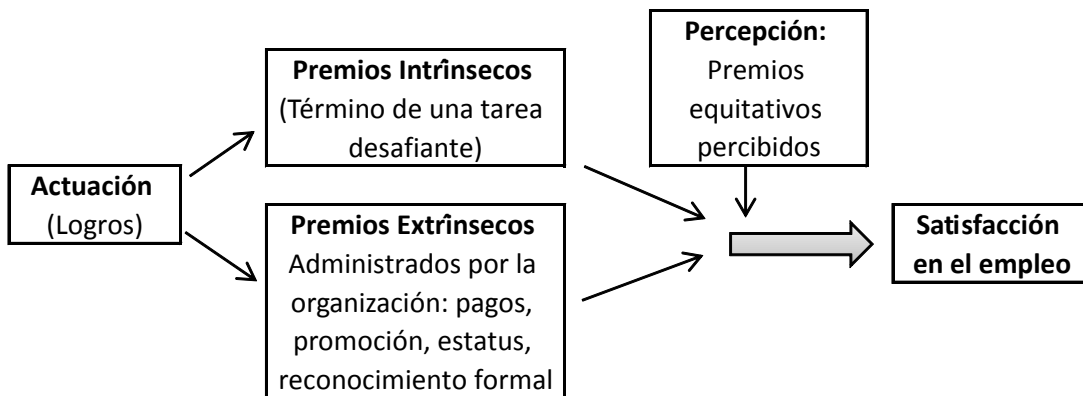 Actuación
(Logros)
Premios Intrînsecos
(Término de una tarea
desafiante)
Premios Extrînsecos
Administrados por la
organización: pagos,
promoción, estatus,
reconocimiento formal
Percepción:
Premios
equitativos
percibidos
Satisfacción
en el empleo